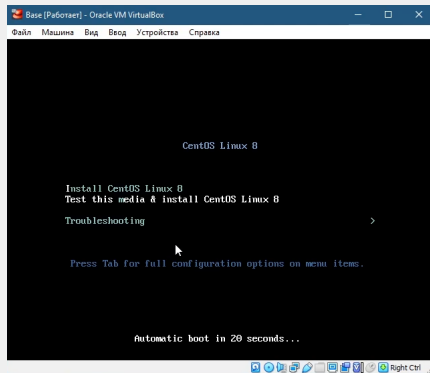 Base [Работает] - Oracle VM VirtualBox
Файл Машина Вид Ввод Устройства Справка
CentOS Linux 8
Install CentOS Linux 8
Test this media & install CentOS Linux 8
Troubleshooting >
Press Tab for full configuration options on menu items.
Automatic boot in 20 seconds...
Right Ctrl